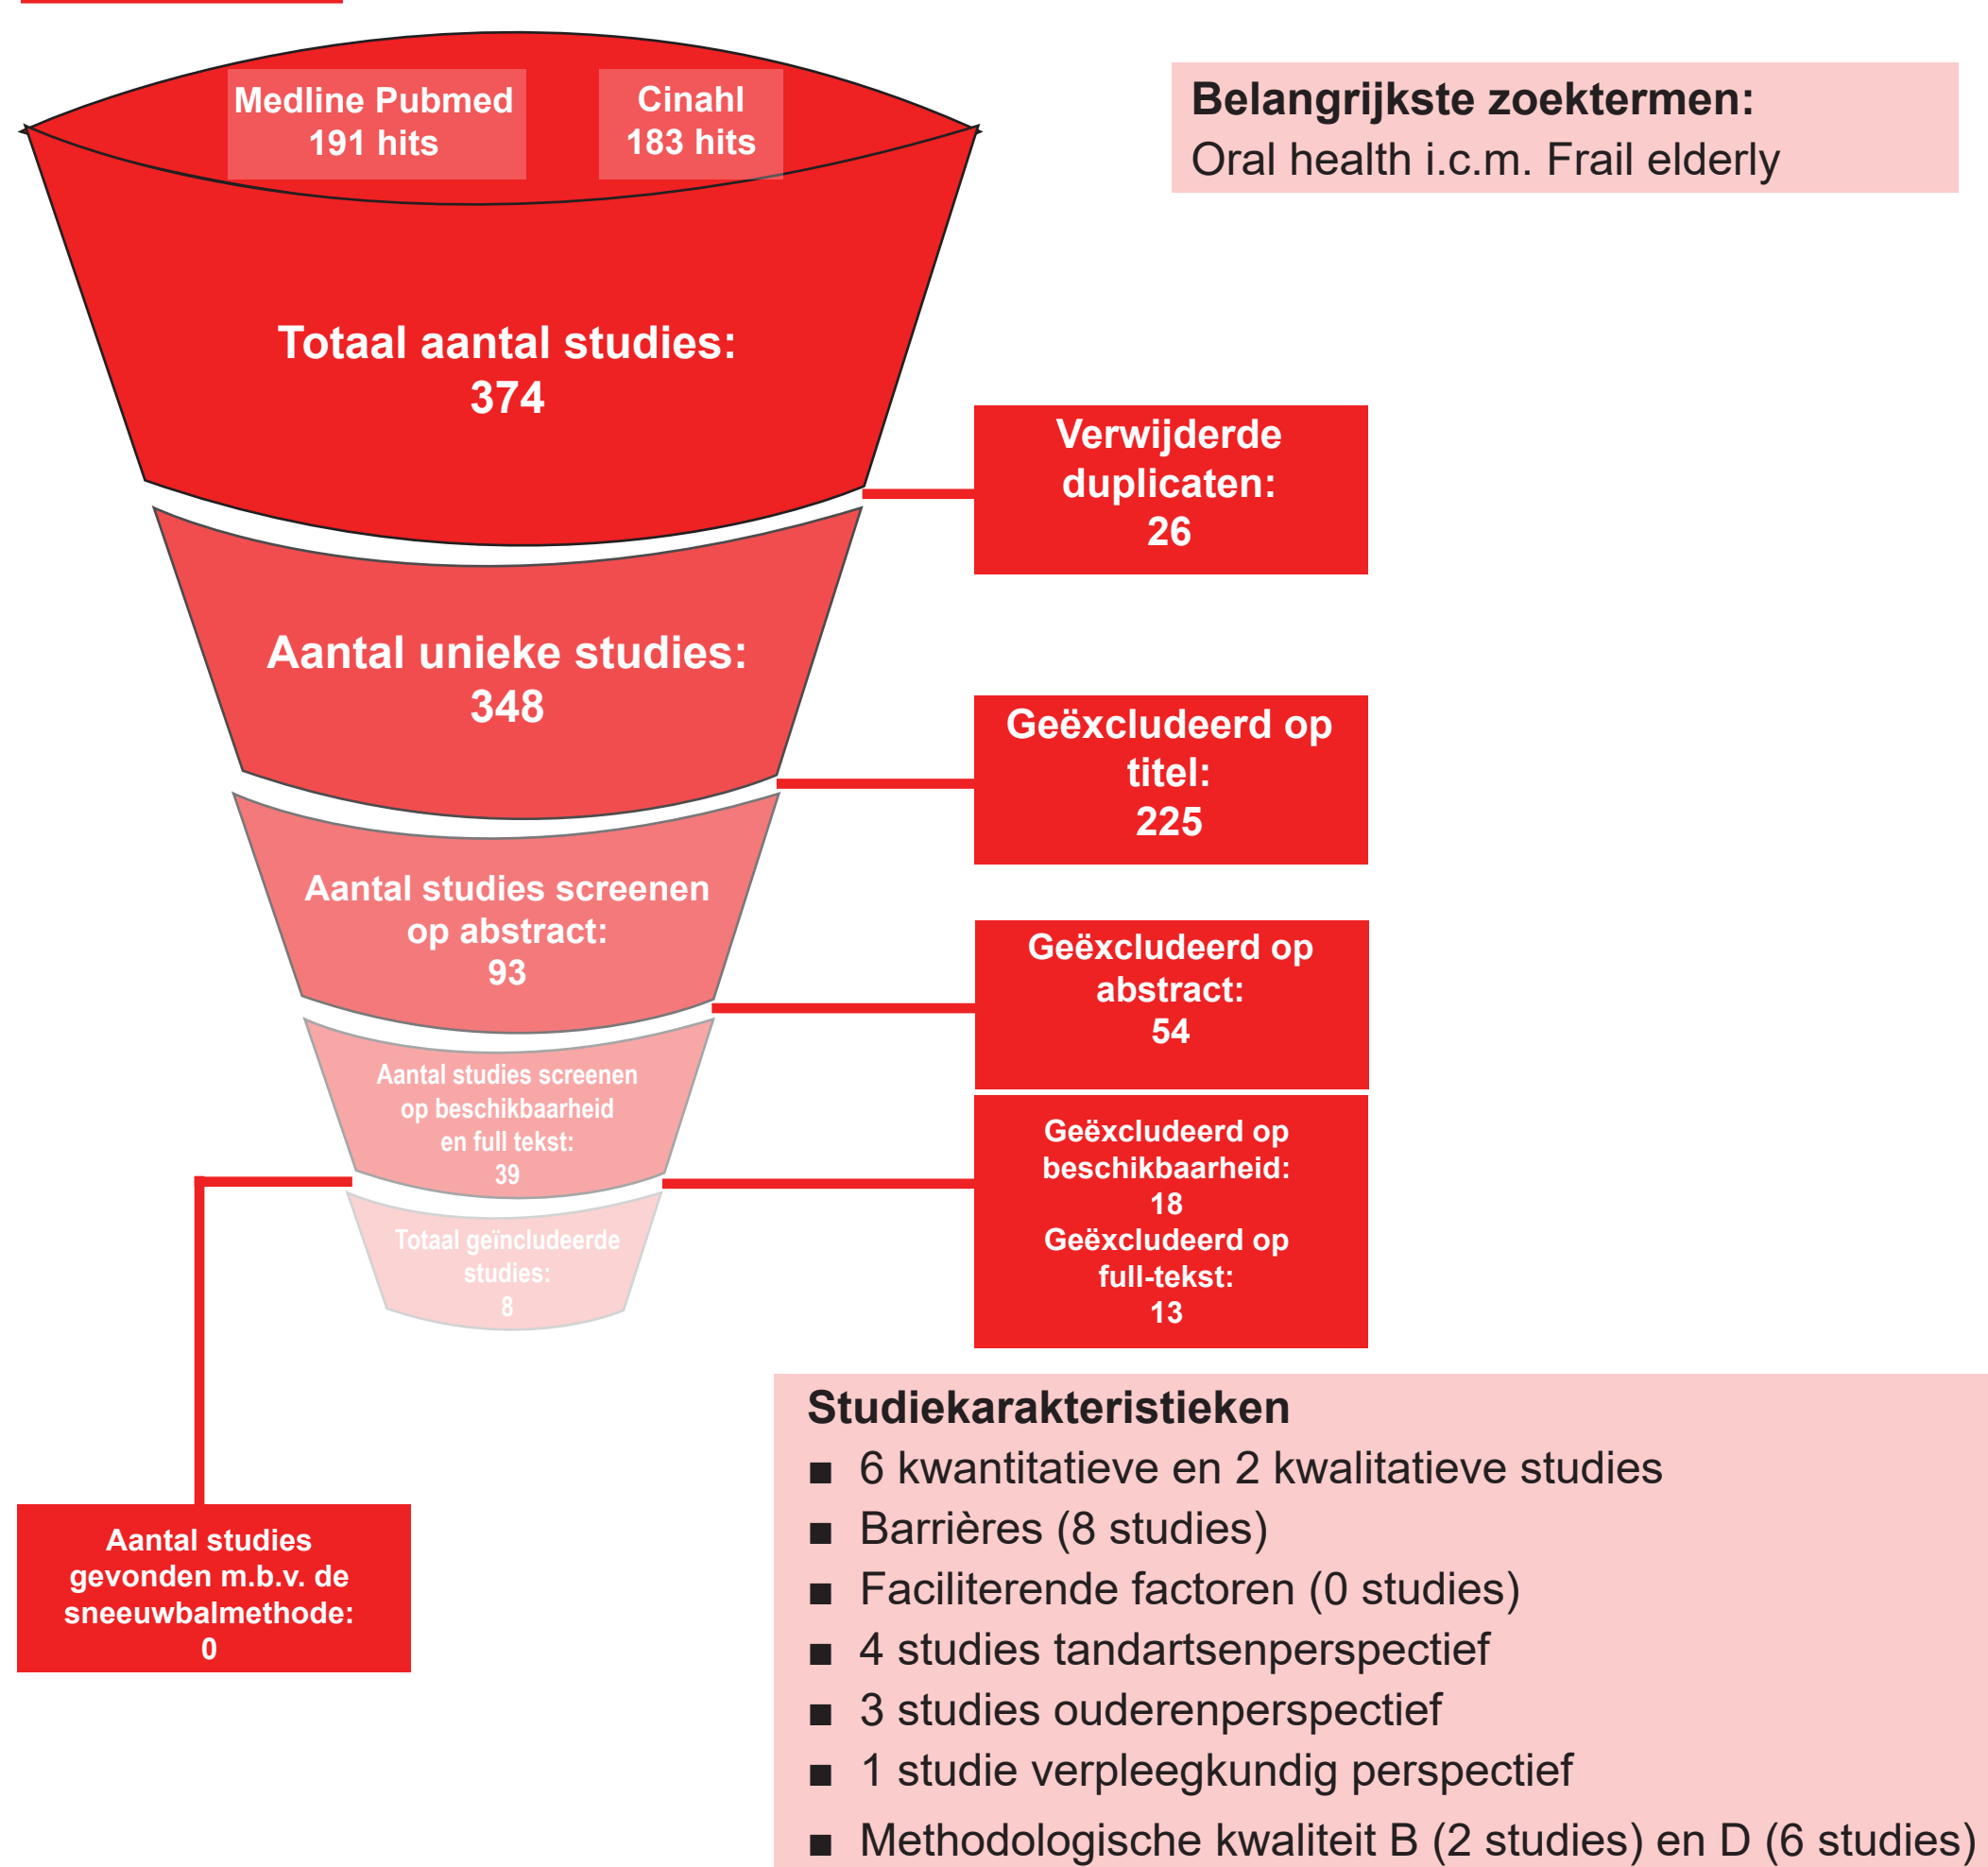 Medline Pubmed
191 hits
Cinahl
183 hits
Belangrijkste zoektermen:
Oral health i.c.m. Frail elderly
Totaal aantal studies:
374
Verwijderde
duplicaten:
26
Aantal unieke studies:
348
Geëxcludeerd op
titel:
225
Aantal studies screenen
op abstract:
93
Geëxcludeerd op
abstract:
54
Aantal studies screenen
op beschikbaarheid
en full tekst:
39
Geëxcludeerd op
beschikbaarheid:
18
Geëxcludeerd op
full-tekst:
13
Totaal geïncludeerde
studies:
8
Aantal studies
gevonden m.b.v. de
sneeuwbalmethode:
0
Studiekarakteristieken
■ 6 kwantitatieve en 2 kwalitatieve studies
■ Barrières (8 studies)
■ Faciliterende factoren (0 studies)
■ 4 studies tandartsenperspectief
■ 3 studies ouderenperspectief
■ 1 studie verpleegkundig perspectief
■ Methodologische kwaliteit B (2 studies) en D (6 studies)